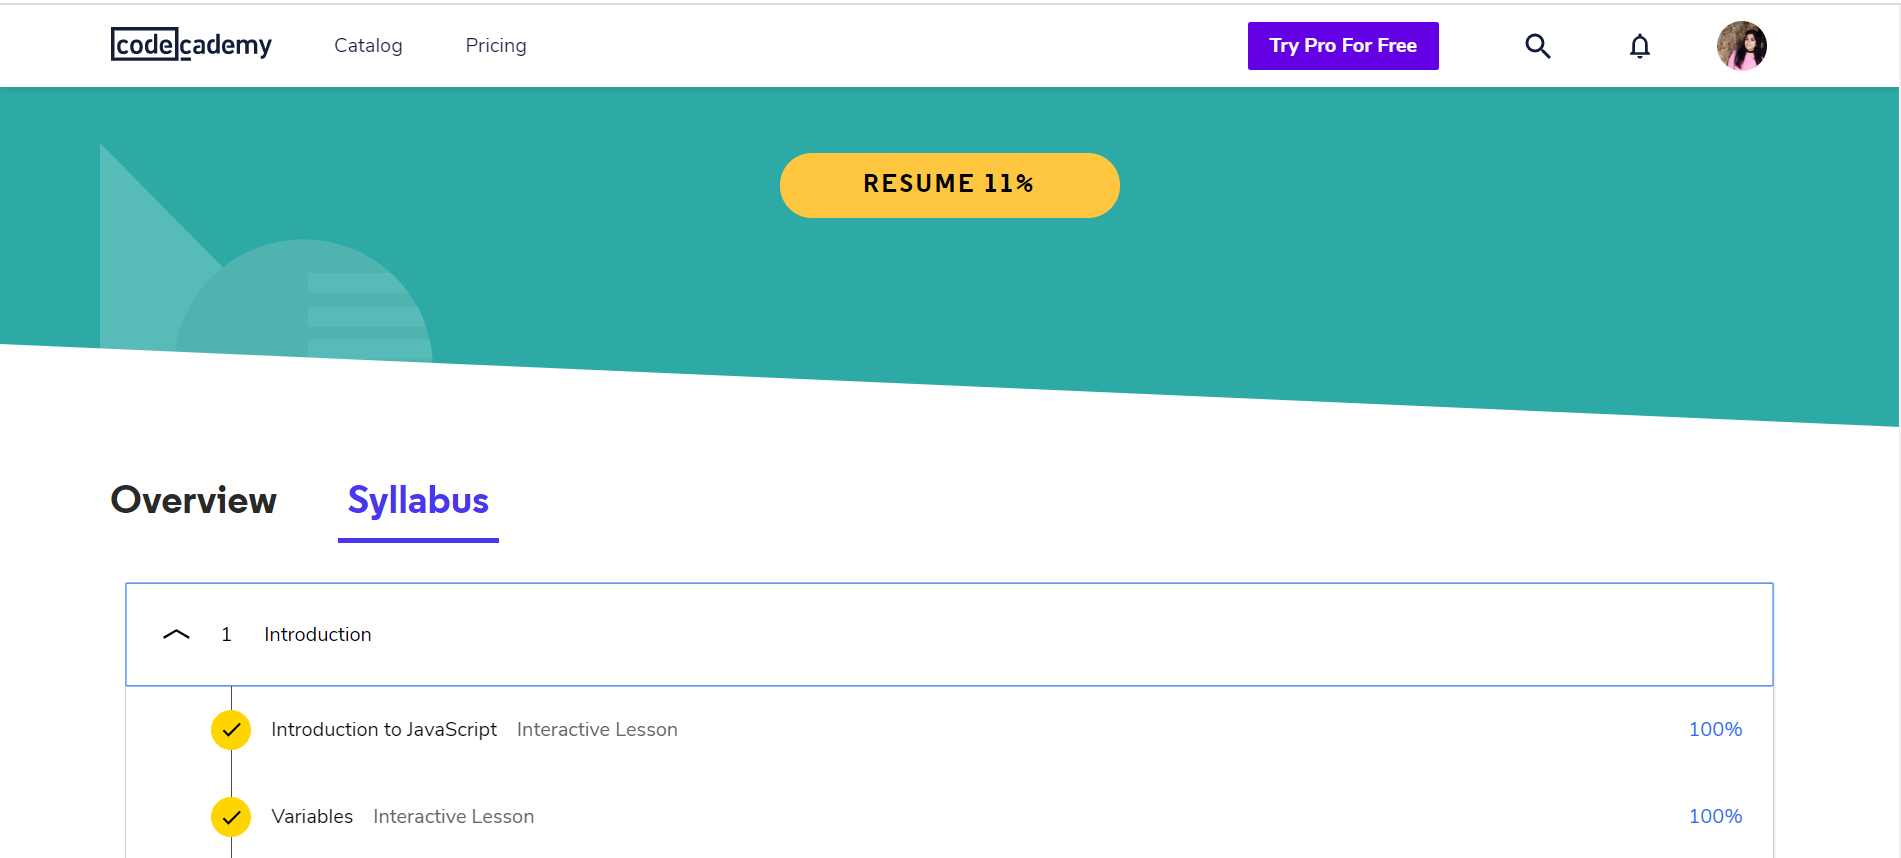 codecademy Catalog Pricing Try Pro For Free
RESUME 11%
Overview Syllabus
1 Introduction
Introduction to JavaScript Interactive Lesson 100%
Variables Interactive Lesson 100%